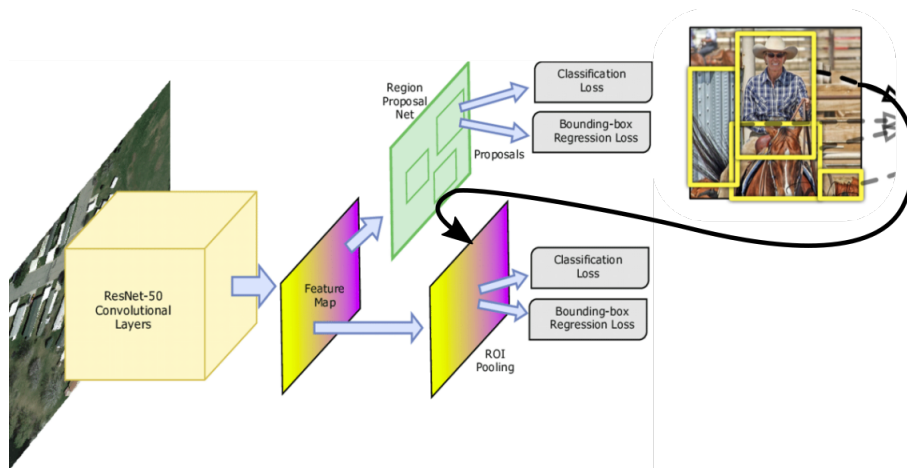 Region
Proposal
Net
Classification
Loss
Bounding-box
Regression Loss
Proposals
ResNet-50
Convolutional
Layers
Feature
Map
Classification
Loss
Bounding-box
Regression Loss
ROI
Pooling